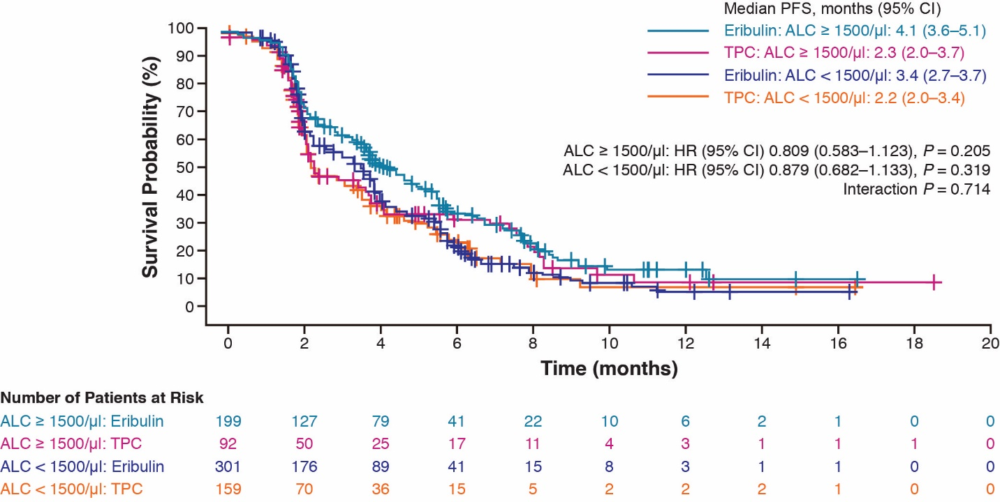 Median PFS, months (95% CI)
Eribulin: ALC ≥ 1500/µl: 4.1 (3.6–5.1)
TPC: ALC ≥ 1500/µl: 2.3 (2.0–3.7)
Eribulin: ALC < 1500/µl: 3.4 (2.7–3.7)
TPC: ALC < 1500/µl: 2.2 (2.0–3.4)
ALC ≥ 1500/µl: HR (95% CI) 0.809 (0.583–1.123), P = 0.205
ALC < 1500/µl: HR (95% CI) 0.879 (0.682–1.133), P = 0.319
Interaction P = 0.714
Survival Probability (%)
100
90
80
70
60
50
40
30
20
10
0
0 2 4 6 8 10 12 14 16 18 20
Time (months)
Number of Patients at Risk
ALC ≥ 1500/µl: Eribulin 199 127 79 41 22 10 6 2 1 0 0
ALC ≥ 1500/µl: TPC 92 50 25 17 11 4 3 1 1 1 0
ALC < 1500/µl: Eribulin 301 176 89 41 15 8 3 1 1 0 0
ALC < 1500/µl: TPC 159 70 36 15 5 2 2 2 1 0 0